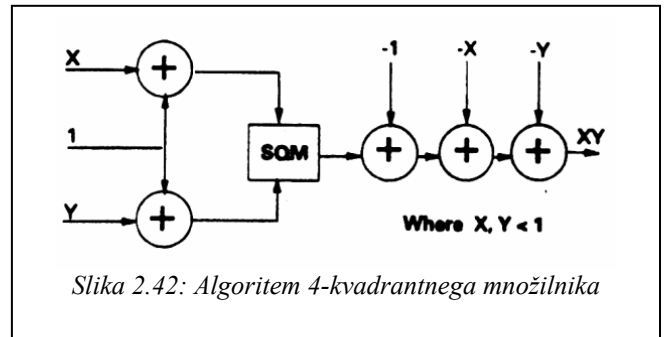 -1 -X -Y
X
+ +
1
SQM
+ + +
XY
Y
Where X, Y < 1
Slika 2.42: Algoritem 4-kvadrantnega množilnika